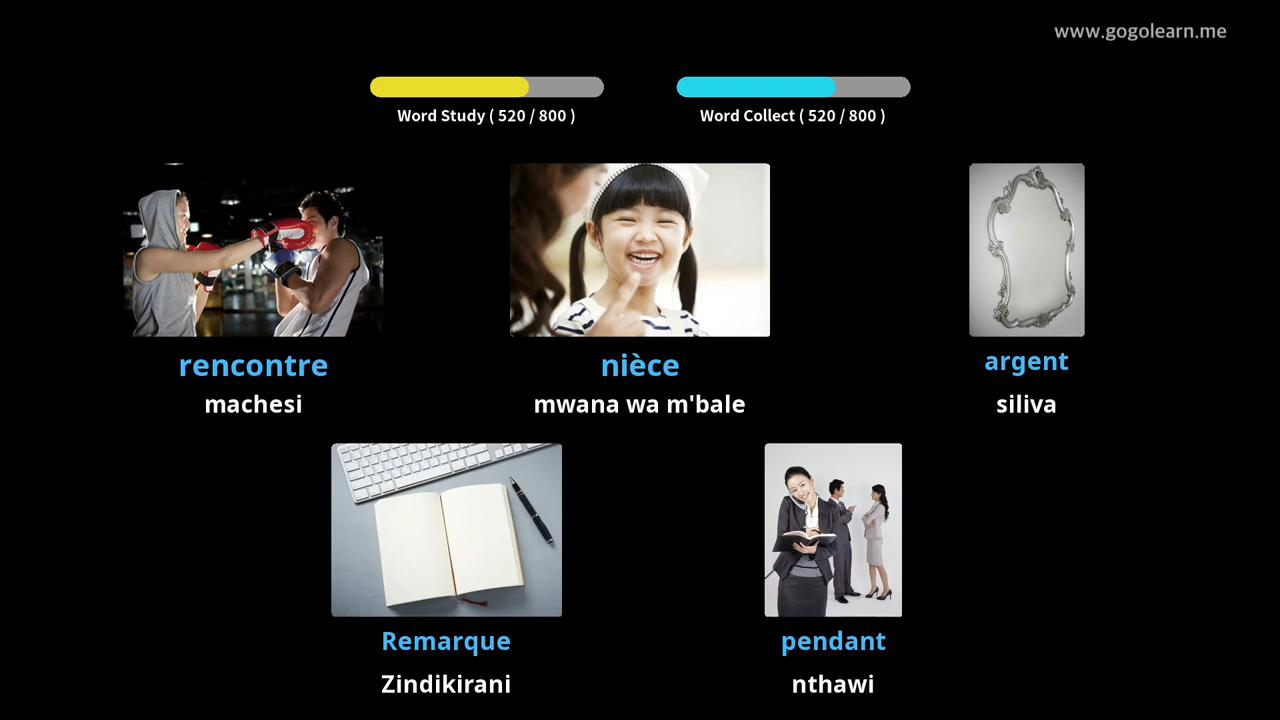 www.gogolearn.me
Word Study ( 520 / 800 )
Word Collect ( 520 / 800 )
rencontre
machesi
nièce
mwana wa m'bale
argent
siliva
Remarque
Zindikirani
pendant
nthawi